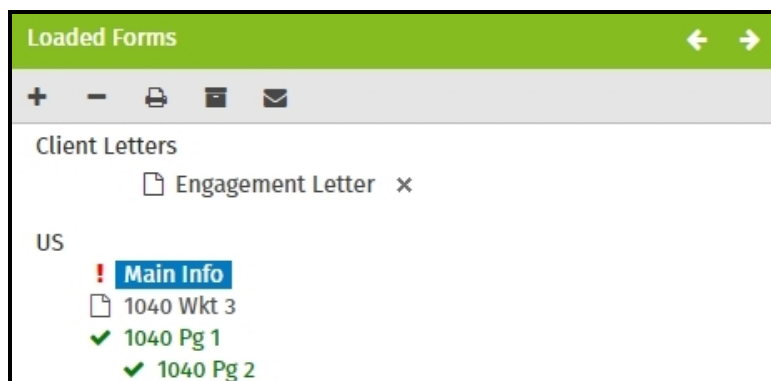 Loaded Forms
Client Letters
Engagement Letter
US
Main Info
1040 Wkt 3
1040 Pg 1
1040 Pg 2